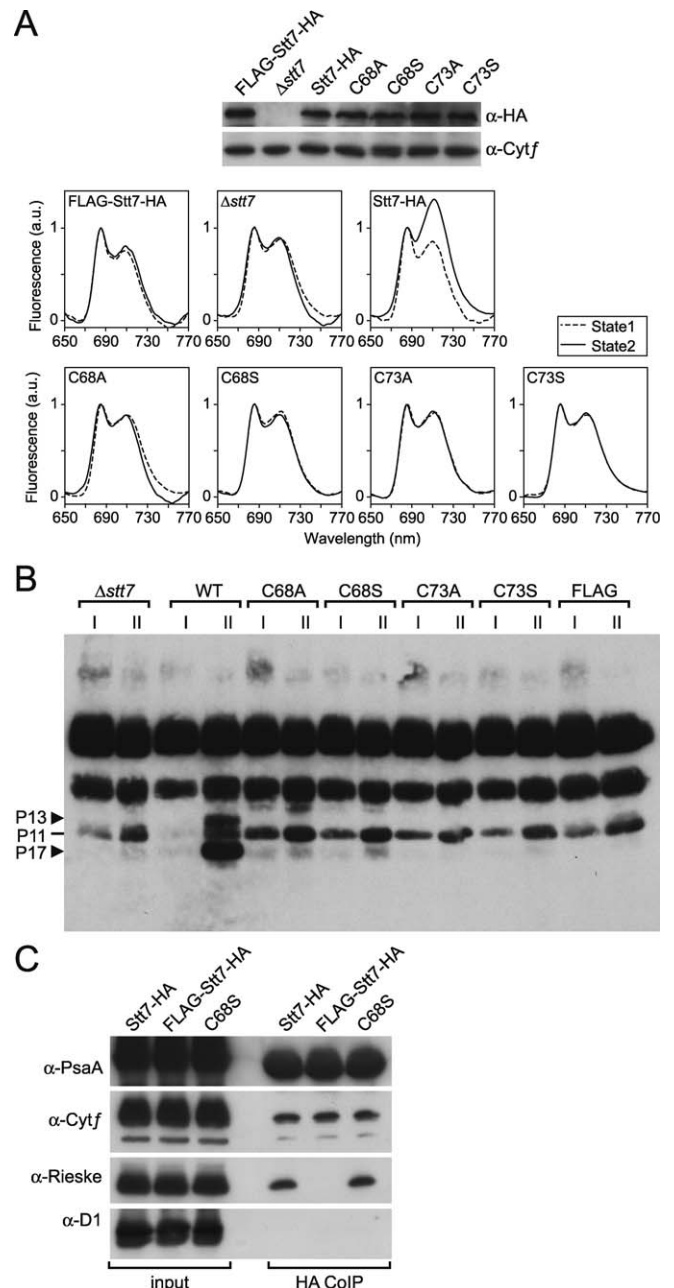 A
FLAG-Stt7-HA
Δstt7
Stt7-HA
C68A
C68S
C73A
C73S
α-HA
α-Cytf
FLAG-Stt7-HA
Δstt7
Stt7-HA
Fluorescence (a.u.)
1
0
650 690 730 770
650 690 730 770
650 690 730 770
State1
State2
C68A
C68S
C73A
C73S
Fluorescence (a.u.)
1
0
1
0
1
0
1
0
650 690 730 770
650 690 730 770
650 690 730 770
650 690 730 770
Wavelength (nm)
B
Δstt7 WT C68A C68S C73A C73S FLAG
I II I II I II I II I II I II I II
P13
P11
P17
C
Stt7-HA
FLAG-Stt7-HA
C68S
Stt7-HA
FLAG-Stt7-HA
C68S
α-PsaA
α-Cytf
α-Rieske
α-D1
input
HA CoIP